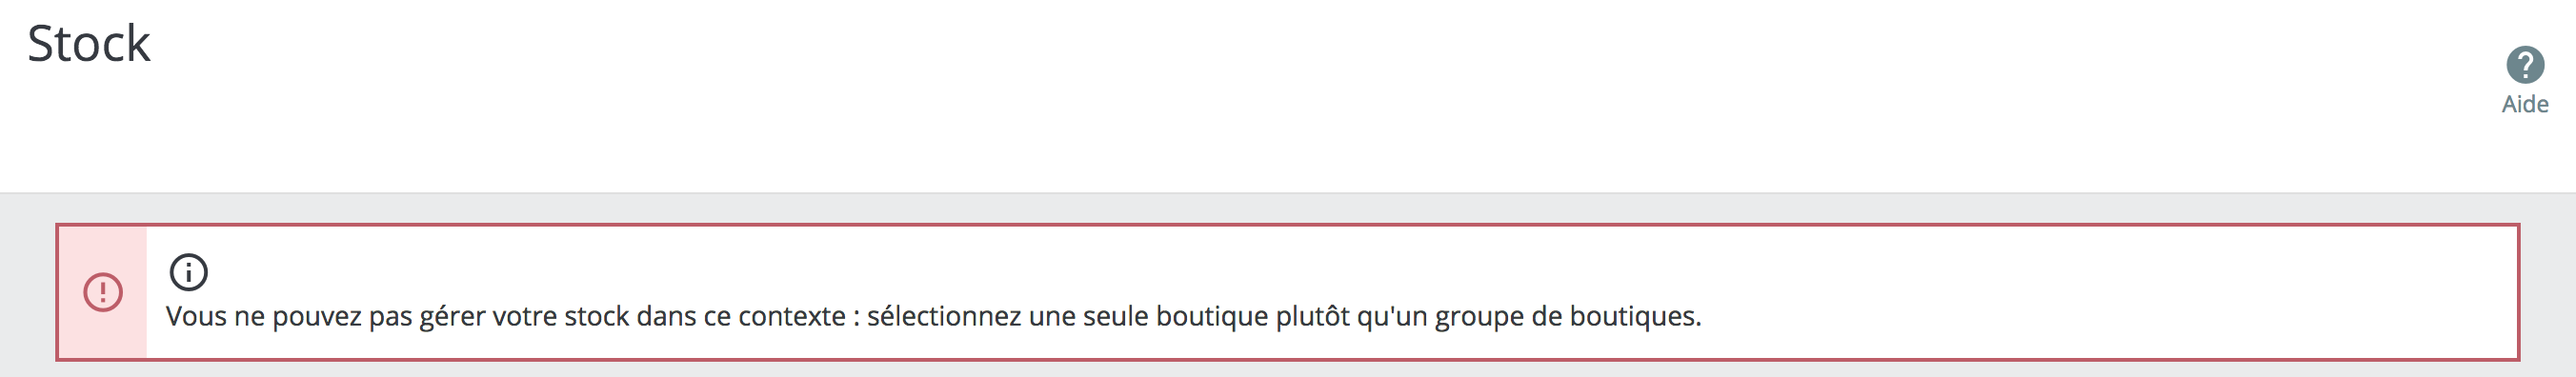 Stock
Aide
Vous ne pouvez pas gérer votre stock dans ce contexte : sélectionnez une seule boutique plutôt qu'un groupe de boutiques.